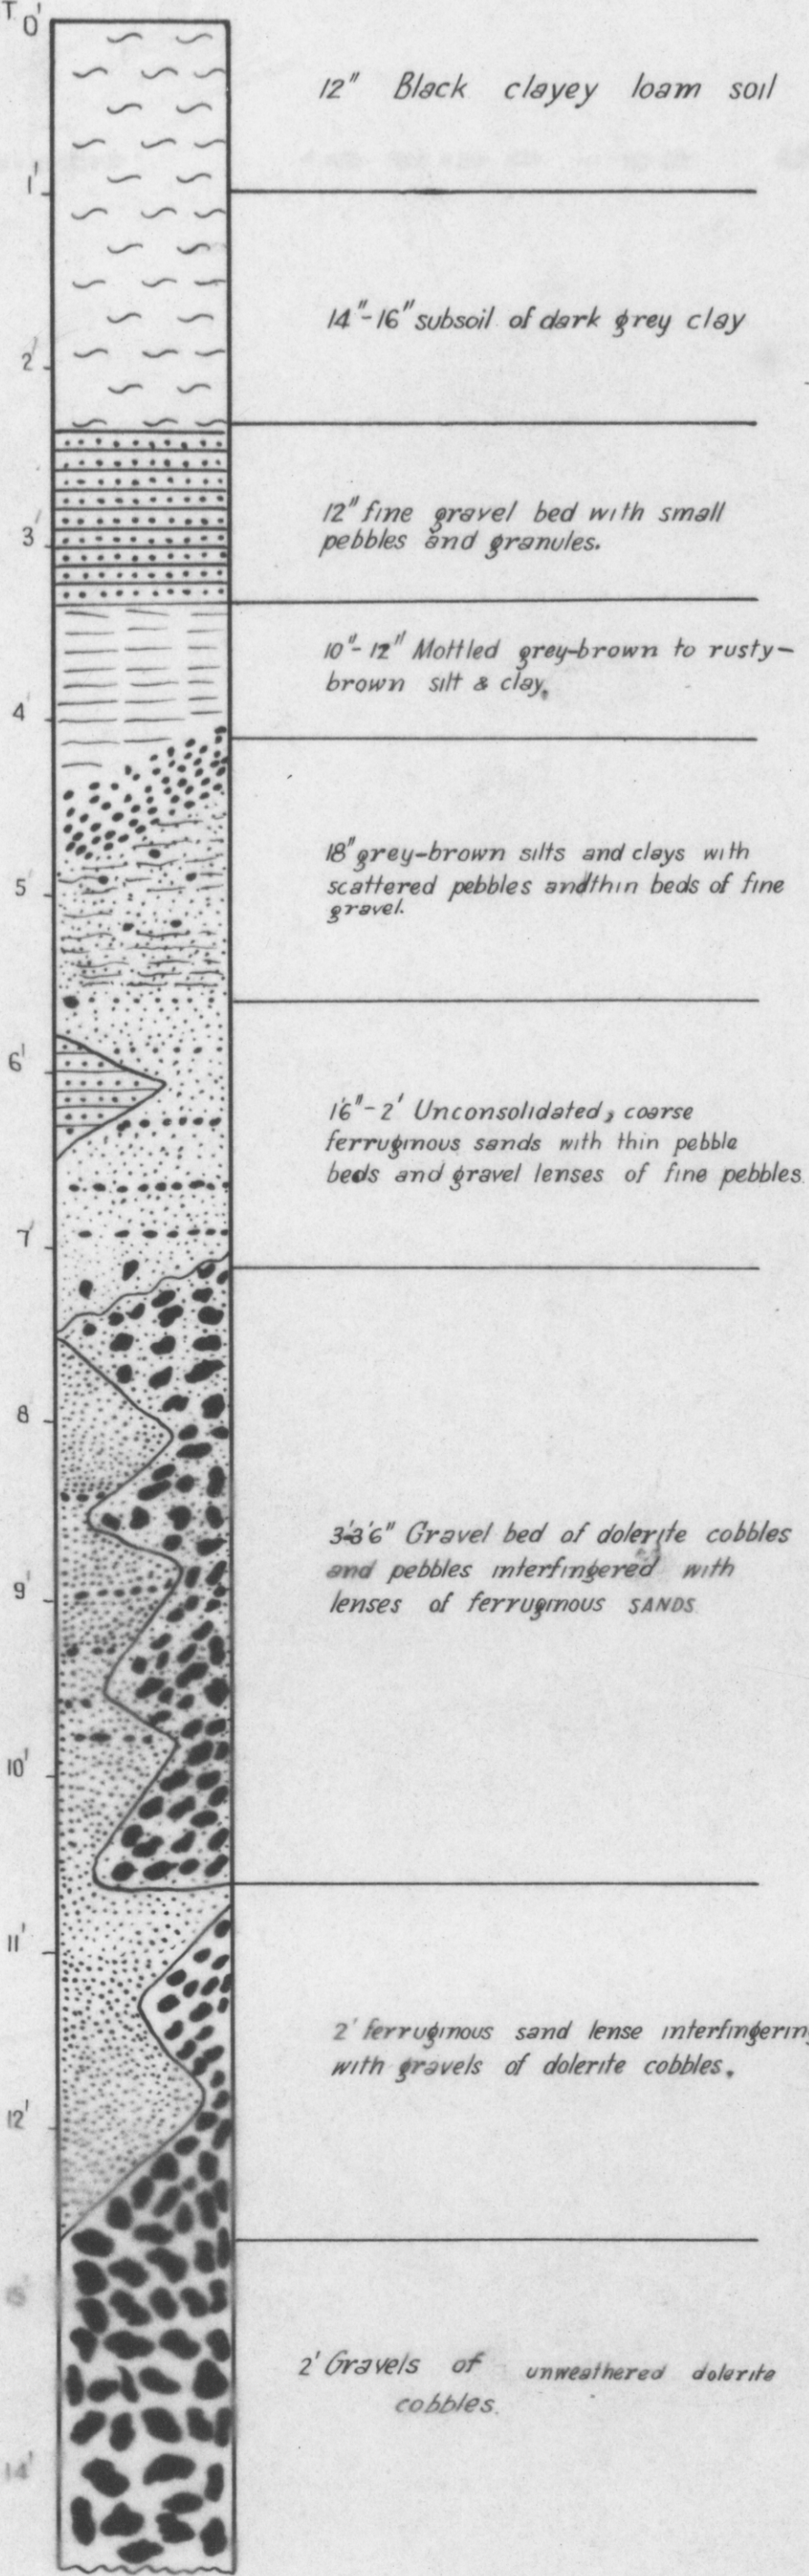 T
0'
12" Black clayey loam soil
1'
14"-16" subsoil of dark grey clay
2'
12" fine gravel bed with small
pebbles and granules.
3'
10"-12" Mottled grey-brown to rusty-
brown silt & clay.
4
18" grey-brown silts and clays with
scattered pebbles and thin beds of fine
gravel.
5
6'
1'6"-2' Unconsolidated, coarse
ferruginous sands with thin pebble
beds and gravel lenses of fine pebbles
7'
8
3'-3'6" Gravel bed of dolerite cobbles
and pebbles interfingered with
lenses of ferruginous SANDS
9'
10'
11'
2' ferruginous sand lense interfingering
with gravels of dolerite cobbles.
12'
2' Gravels of unweathered dolerite
cobbles.
14'